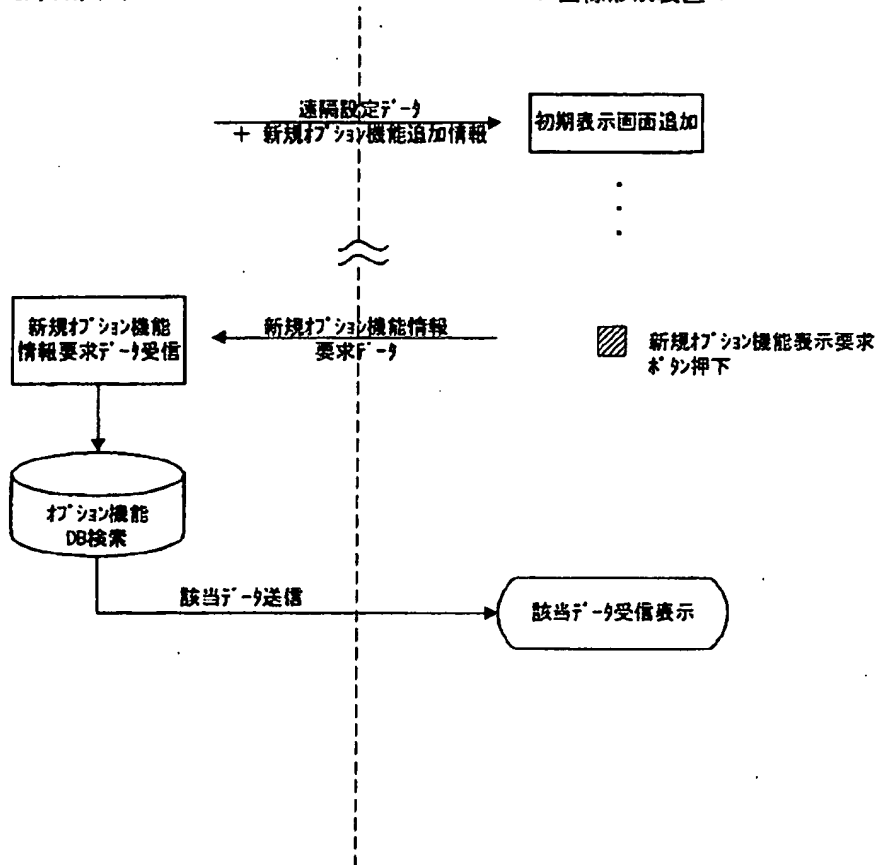 遠隔設定ﾃﾞｰﾀ
＋ 新規ｵﾌﾟｼｮﾝ機能追加情報
初期表示画面追加
新規ｵﾌﾟｼｮﾝ機能
情報要求ﾃﾞｰﾀ受信
新規ｵﾌﾟｼｮﾝ機能情報
要求ﾃﾞｰﾀ
新規ｵﾌﾟｼｮﾝ機能表示要求
ﾎﾞﾀﾝ押下
ｵﾌﾟｼｮﾝ機能
DB検索
該当ﾃﾞｰﾀ送信
該当ﾃﾞｰﾀ受信表示